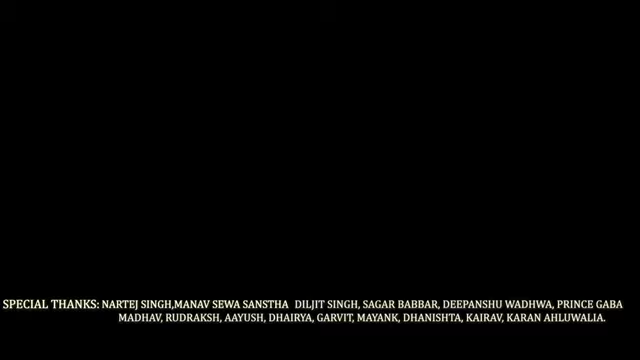 SPECIAL THANKS: NARTEJ SINGH,MANAV SEWA SANSTHA DILJIT SINGH, SAGAR BABBAR, DEEPANSHU WADHWA, PRINCE GABA
MADHAV, RUDRAKSH, AAYUSH, DHAIRYA, GARVIT, MAYANK, DHANISHTA, KAIRAV, KARAN AHLUWALIA.